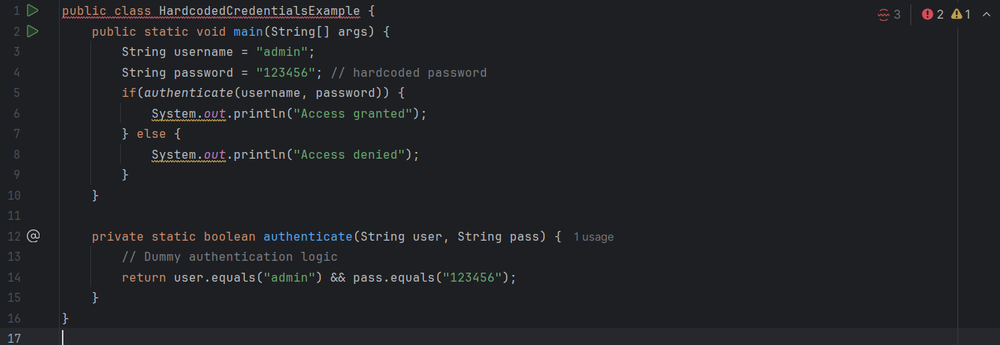 1 public class HardcodedCredentialsExample { 3 2 1
2 public static void main(String[] args) {
3 String username = "admin";
4 String password = "123456"; // hardcoded password
5 if(authenticate(username, password)) {
6 System.out.println("Access granted");
7 } else {
8 System.out.println("Access denied");
9 }
10 }
11
12 @ private static boolean authenticate(String user, String pass) { 1 usage
13 // Dummy authentication logic
14 return user.equals("admin") && pass.equals("123456");
15 }
16 }
17